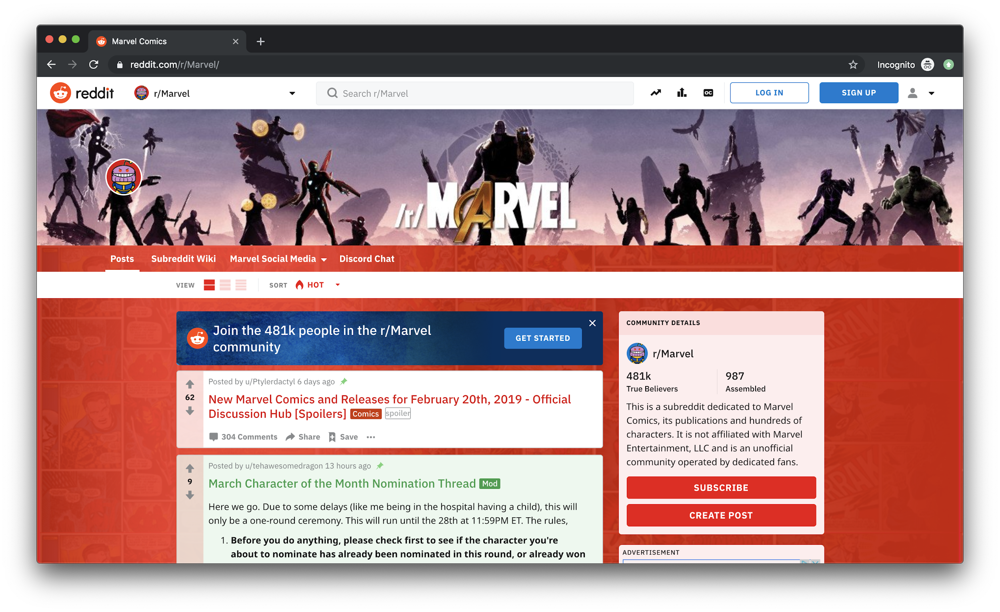 Marvel Comics
reddit.com/r/Marvel/
Incognito
reddit
r/Marvel
Search r/Marvel
OC
LOG IN
SIGN UP
/r/MARVEL
Posts
Subreddit Wiki
Marvel Social Media
Discord Chat
VIEW
SORT
HOT
Join the 481k people in the r/Marvel
community
GET STARTED
Posted by u/Ptylerdactyl 6 days ago
62
New Marvel Comics and Releases for February 20th, 2019 - Official
Discussion Hub [Spoilers] Comics spoiler
304 Comments
Share
Save
Posted by u/tehawesomedragon 13 hours ago
9
March Character of the Month Nomination Thread Mod
Here we go. Due to some delays (like me being in the hospital having a child), this will
only be a one-round ceremony. This will run until the 28th at 11:59PM ET. The rules,
1. Before you do anything, please check first to see if the character you're
about to nominate has already been nominated in this round, or already won
COMMUNITY DETAILS
r/Marvel
481k
True Believers
987
Assembled
This is a subreddit dedicated to Marvel
Comics, its publications and hundreds of
characters. It is not affiliated with Marvel
Entertainment, LLC and is an unofficial
community operated by dedicated fans.
SUBSCRIBE
CREATE POST
ADVERTISEMENT